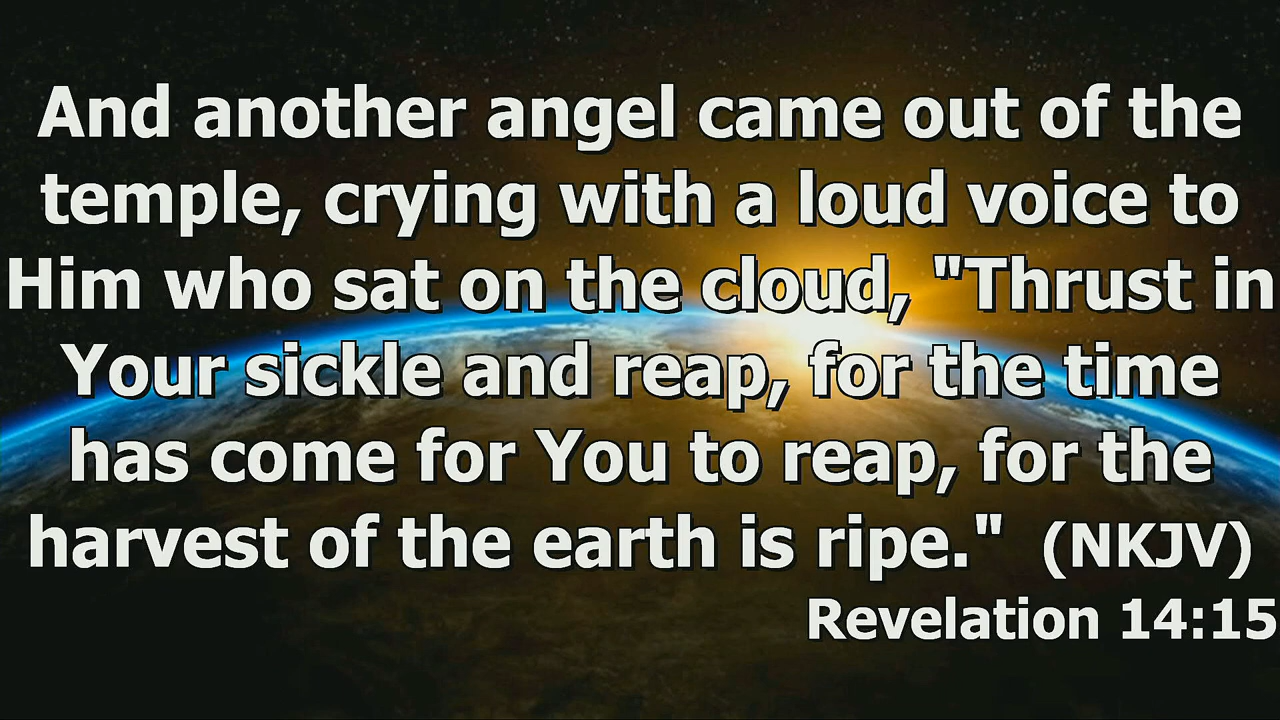 And another angel came out of the
temple, crying with a loud voice to
Him who sat on the cloud, "Thrust in
Your sickle and reap, for the time
has come for You to reap, for the
harvest of the earth is ripe."  (NKJV)
Revelation 14:15